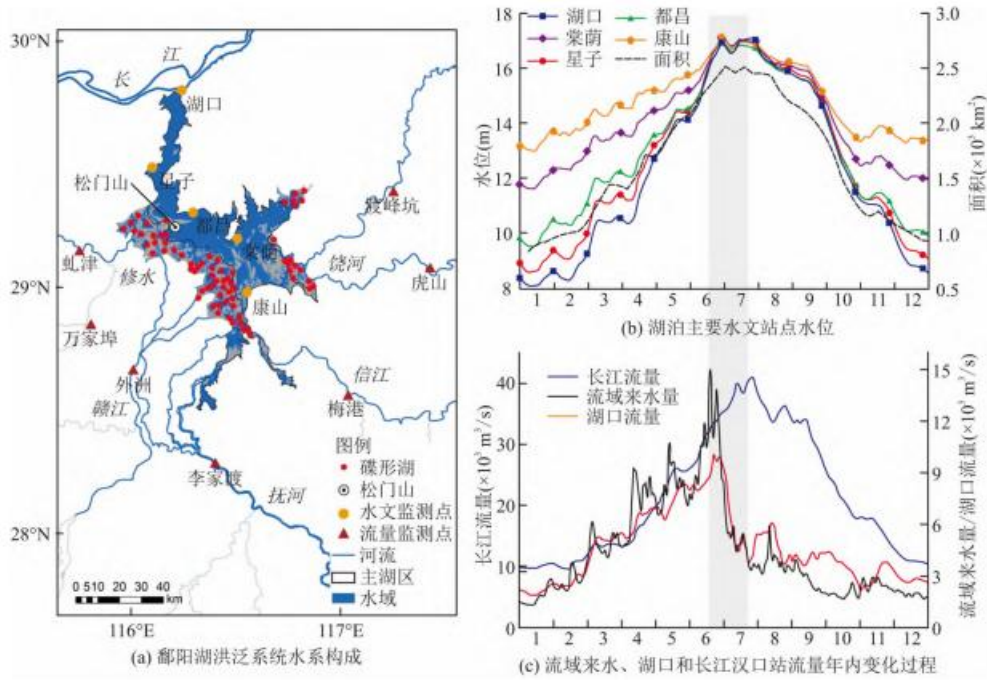 30°N
29°N
28°N
116°E
117°E
长
江
湖口
星子
松门山
都昌
棠荫
康山
霞峰坑
饶河
虎山
虬津
修水
万家埠
外洲
赣江
信江
梅港
李家渡
抚河
图例
碟形湖
松门山
水文监测点
流量监测点
河流
主湖区
水域
0 5 10 20 30 40
km
(a) 鄱阳湖洪泛系统水系构成
18
16
14
12
10
8
水位(m)
湖口
都昌
棠荫
康山
星子
面积
3.0
2.5
2.0
1.5
1.0
0.5
面积(×10³ km²)
1 2 3 4 5 6 7 8 9 10 11 12
(b) 湖泊主要水文站点水位
40
30
20
10
0
长江流量(×10³ m³/s)
长江流量
流域来水量
湖口流量
15
12
9
6
3
0
流域来水量/湖口流量(×10³ m³/s)
1 2 3 4 5 6 7 8 9 10 11 12
(c) 流域来水、湖口和长江汉口站流量年内变化过程